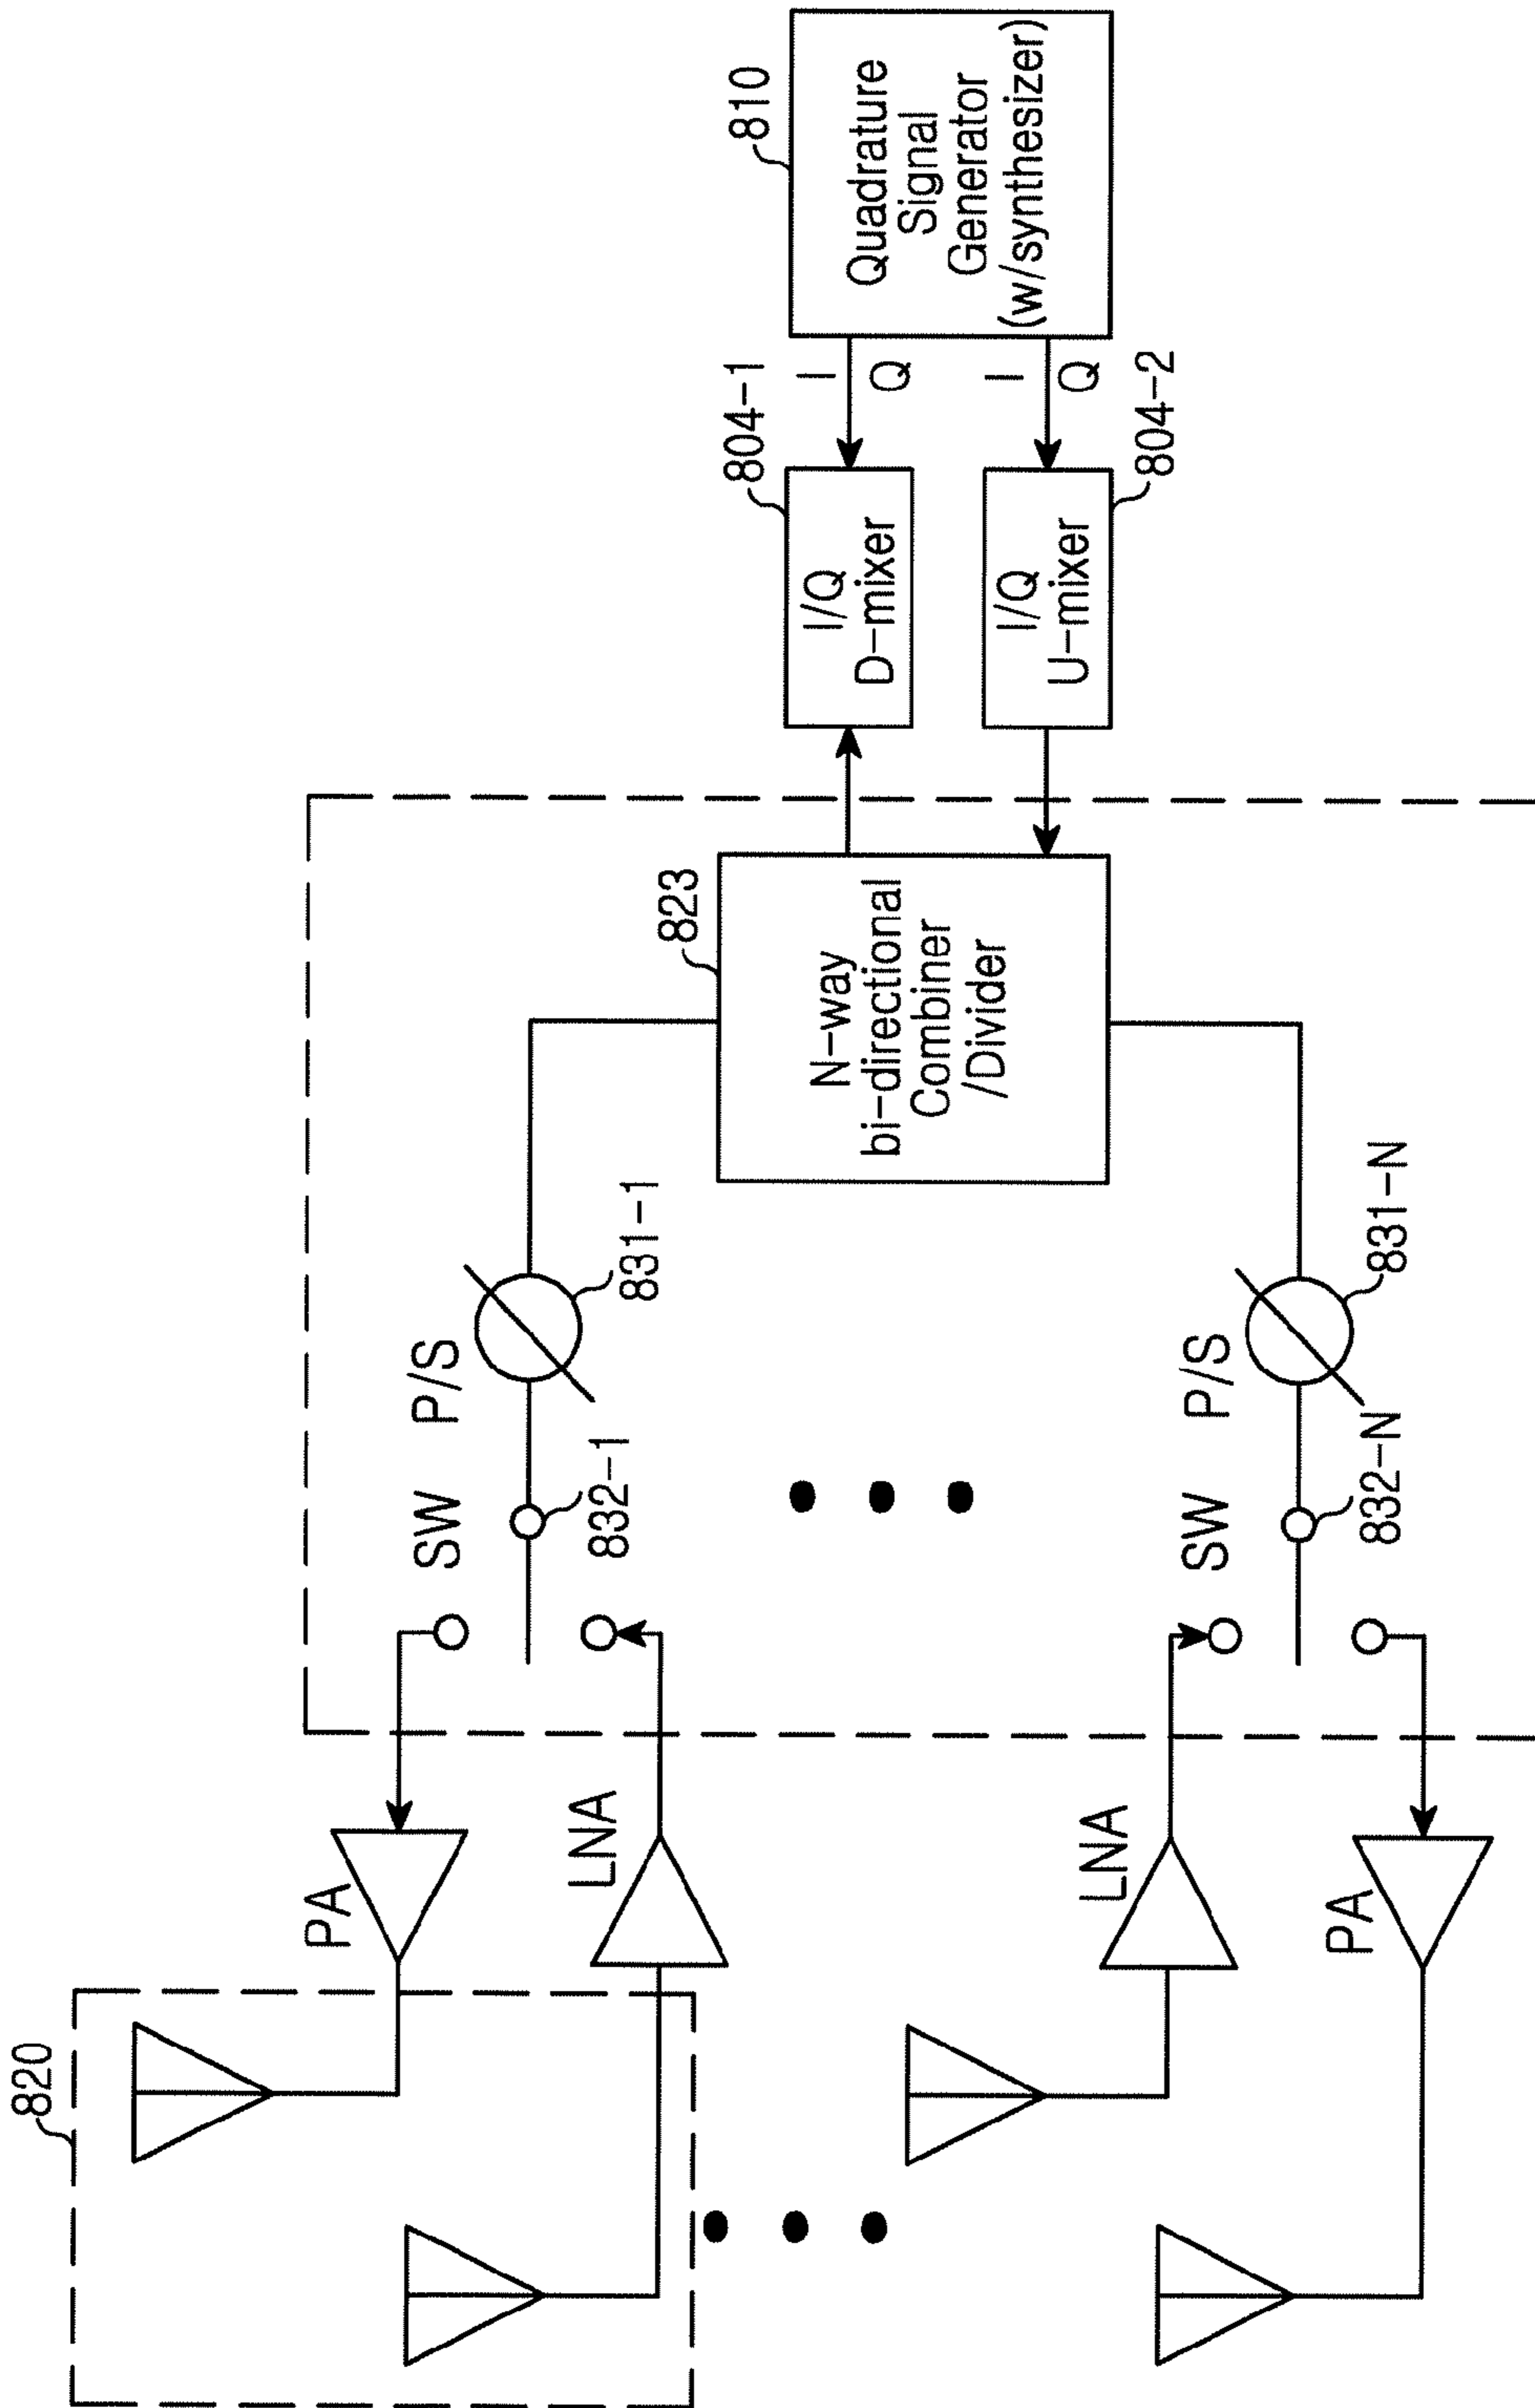 820
PA
SW
P/S
832-1
831-1
LNA
823
N-way
bi-directional
Combiner
/Divider
804-1
I/Q
D-mixer
I
Q
810
Quadrature
Signal
Generator
(w/synthesizer)
I
Q
I/Q
U-mixer
804-2
LNA
SW
P/S
832-N
831-N
PA